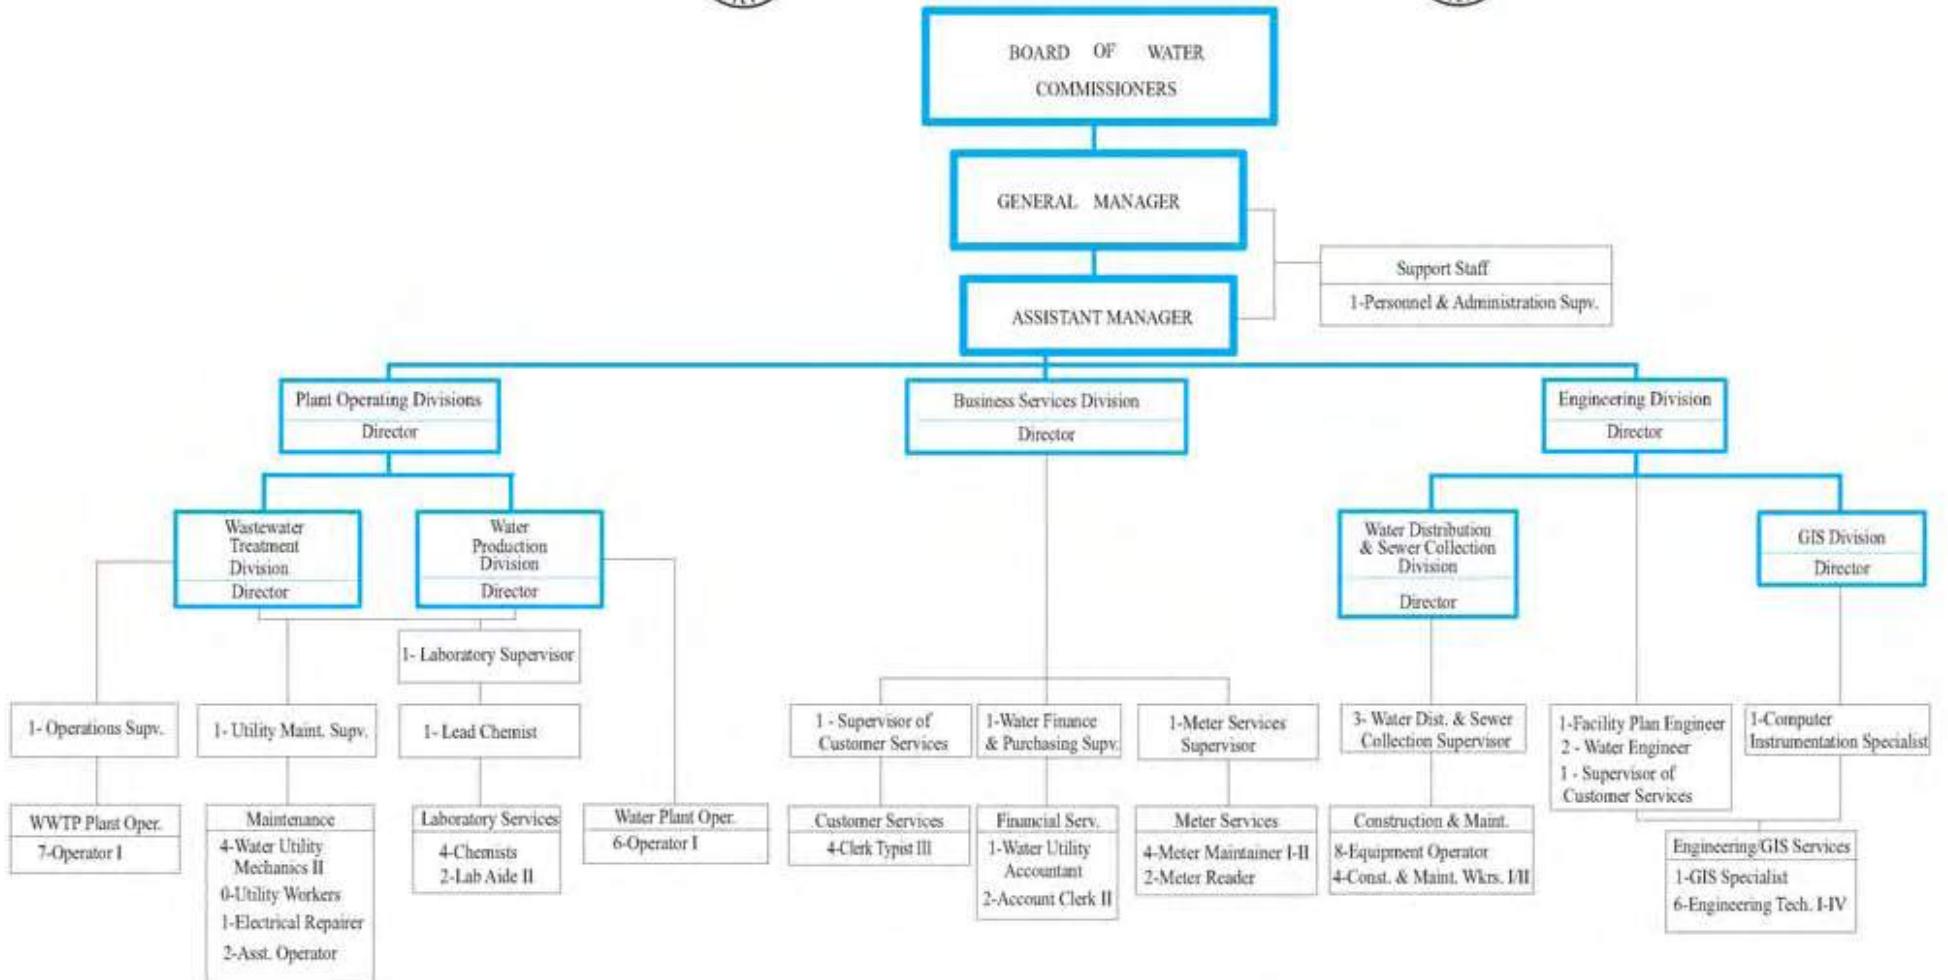 BOARD OF WATER
COMMISSIONERS
GENERAL MANAGER
Support Staff
1-Personnel & Administration Supv.
ASSISTANT MANAGER
Plant Operating Divisions
Director
Business Services Division
Director
Engineering Division
Director
Wastewater
Treatment
Division
Director
Water
Production
Division
Director
Water Distribution
& Sewer Collection
Division
Director
GIS Division
Director
1- Laboratory Supervisor
1- Operations Supv.
1- Utility Maint. Supv.
1- Lead Chemist
1 - Supervisor of
Customer Services
1-Water Finance
& Purchasing Supv.
1-Meter Services
Supervisor
3- Water Dist. & Sewer
Collection Supervisor
1-Facility Plan Engineer
2 - Water Engineer
1 - Supervisor of
Customer Services
1-Computer
Instrumentation Specialist
WWTP Plant Oper.
7-Operator I
Maintenance
4-Water Utility
Mechanics II
0-Utility Workers
1-Electrical Repairer
2-Asst. Operator
Laboratory Services
4-Chemists
2-Lab Aide II
Water Plant Oper.
6-Operator I
Customer Services
4-Clerk Typist III
Financial Serv.
1-Water Utility
Accountant
2-Account Clerk II
Meter Services
4-Meter Maintainer I-II
2-Meter Reader
Construction & Maint.
8-Equipment Operator
4-Const. & Maint. Wkrs. I/II
Engineering/GIS Services
1-GIS Specialist
6-Engineering Tech. I-IV